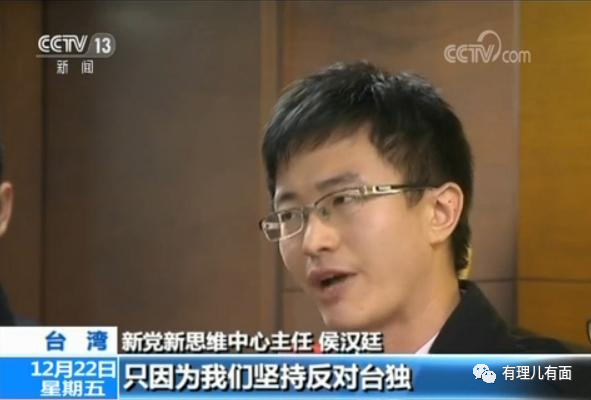 CCTV 13
新闻
CCTV.com
台湾
新党新思维中心主任 侯汉廷
12月22日
星期五
只因为我们坚持反对台独
有理儿有面